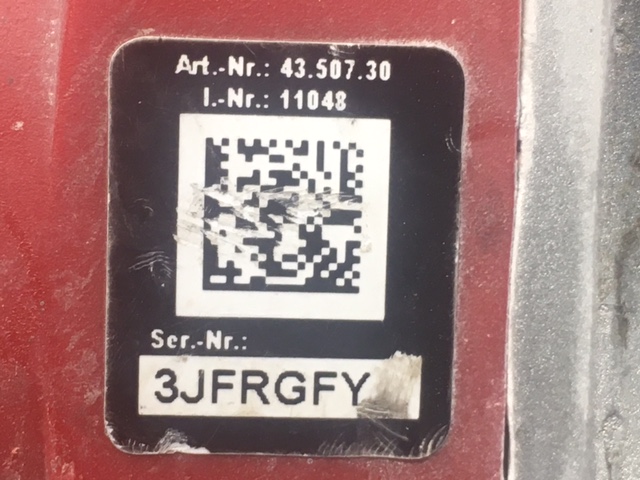 Art.-Nr.: 43.507.30
I.-Nr.: 11048
Ser.-Nr.:
3JFRGFY